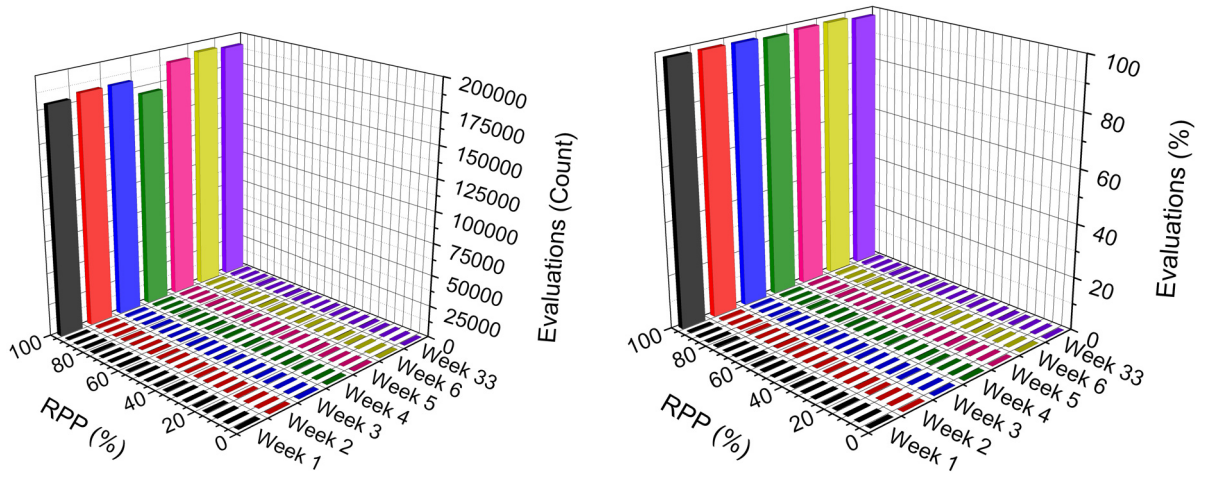 200000
175000
150000
125000
100000
75000
50000
25000
0
Evaluations (Count)
100
80
60
40
20
0
RPP (%)
Week 1
Week 2
Week 3
Week 4
Week 5
Week 6
Week 33
100
80
60
40
20
0
Evaluations (%)
100
80
60
40
20
0
RPP (%)
Week 1
Week 2
Week 3
Week 4
Week 5
Week 6
Week 33